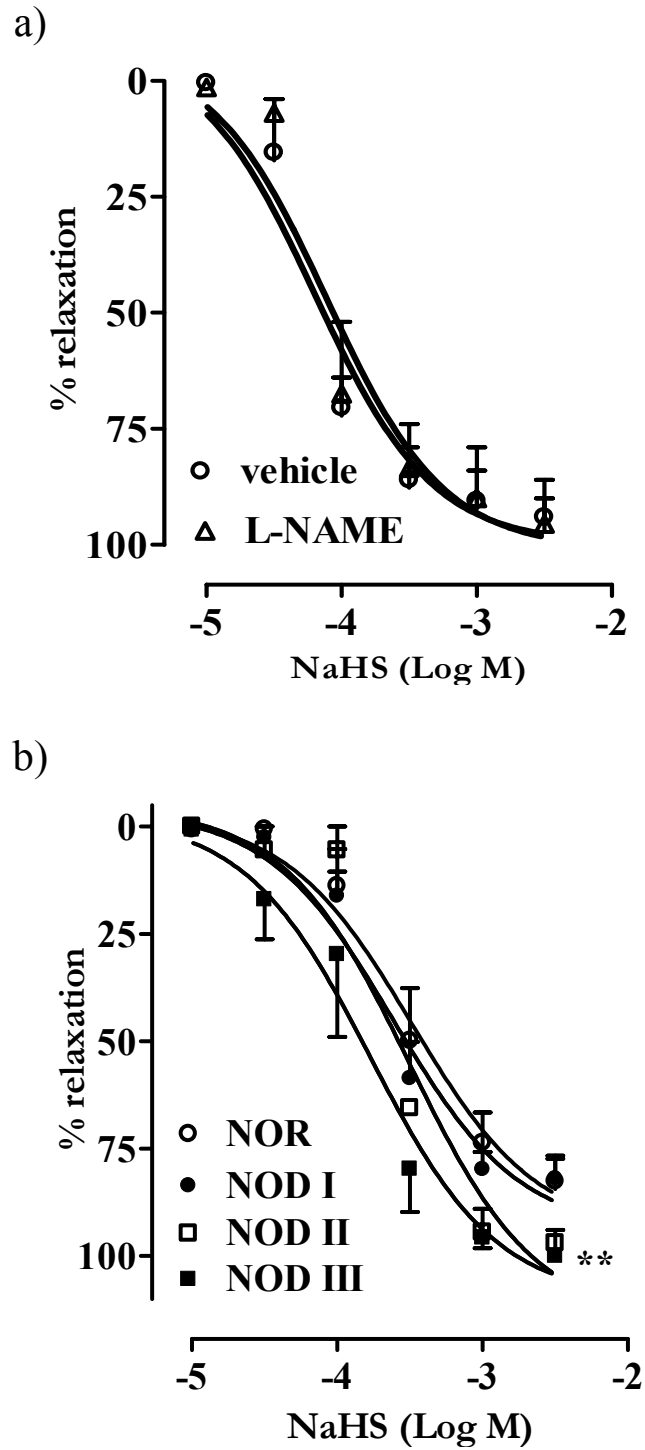 a)
0
25
50
75
100
% relaxation
vehicle
L-NAME
-5 -4 -3 -2
NaHS (Log M)
b)
0
25
50
75
100
% relaxation
NOR
NOD I
NOD II
NOD III
**
-5 -4 -3 -2
NaHS (Log M)